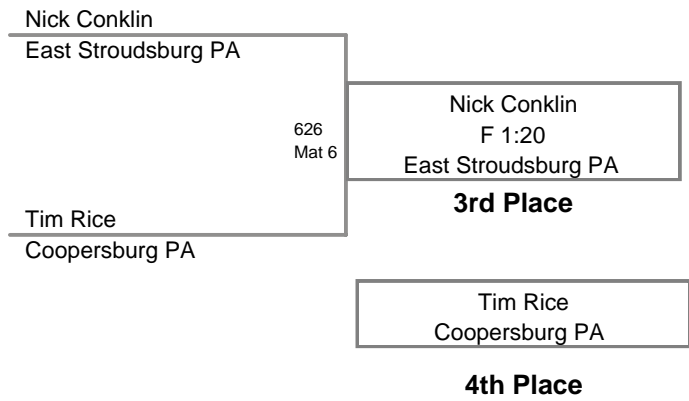 Nick Conklin
East Stroudsburg PA
626
Mat 6
Nick Conklin
F 1:20
East Stroudsburg PA
3rd Place
Tim Rice
Coopersburg PA
Tim Rice
Coopersburg PA
4th Place